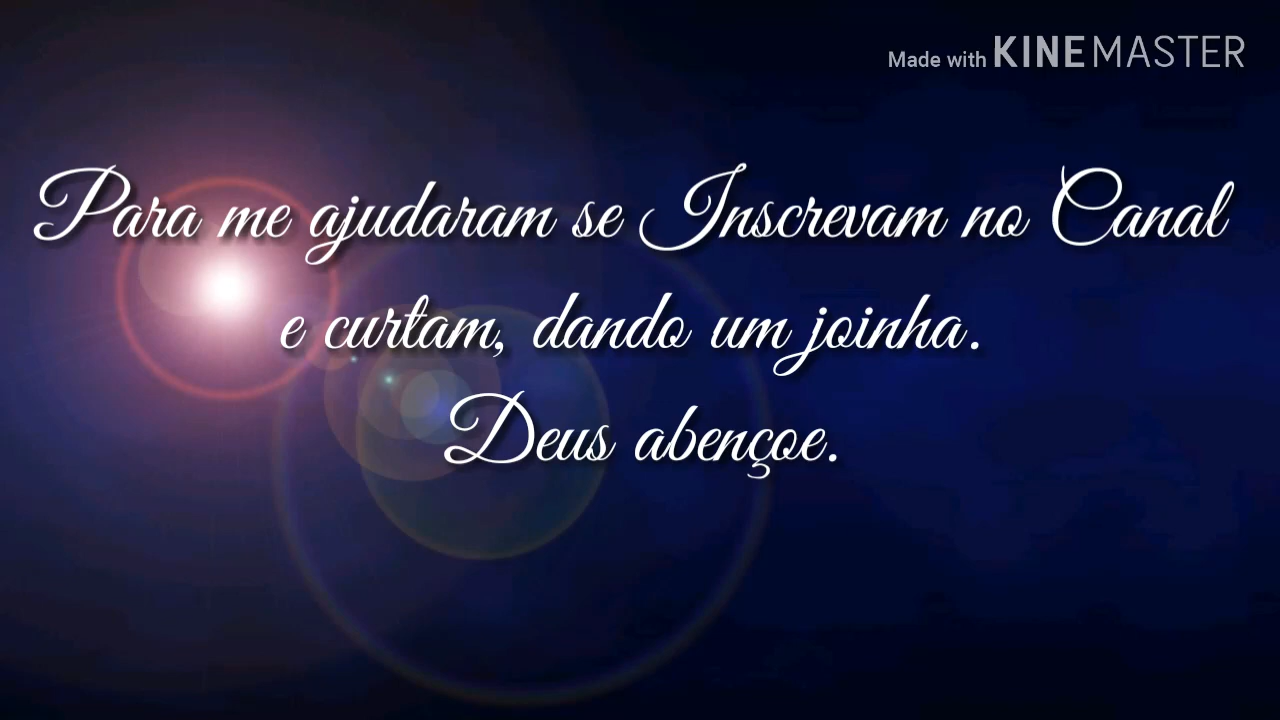 Made with KINEMASTER
Para me ajudaram se Inscrevam no Canal
e curtam, dando um joinha.
Deus abençoe.